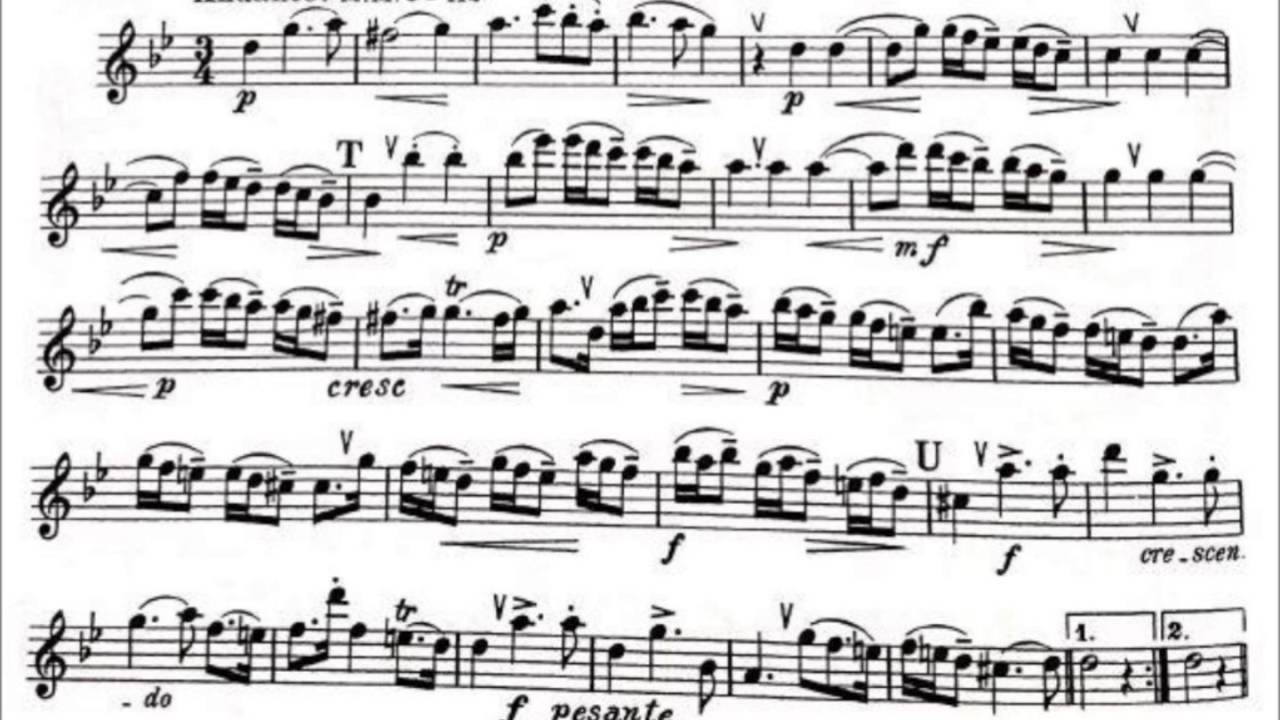 p p
T
p mf
tr
p cresc p
U
f f cre-scen-
tr 1. 2.
-do f pesante